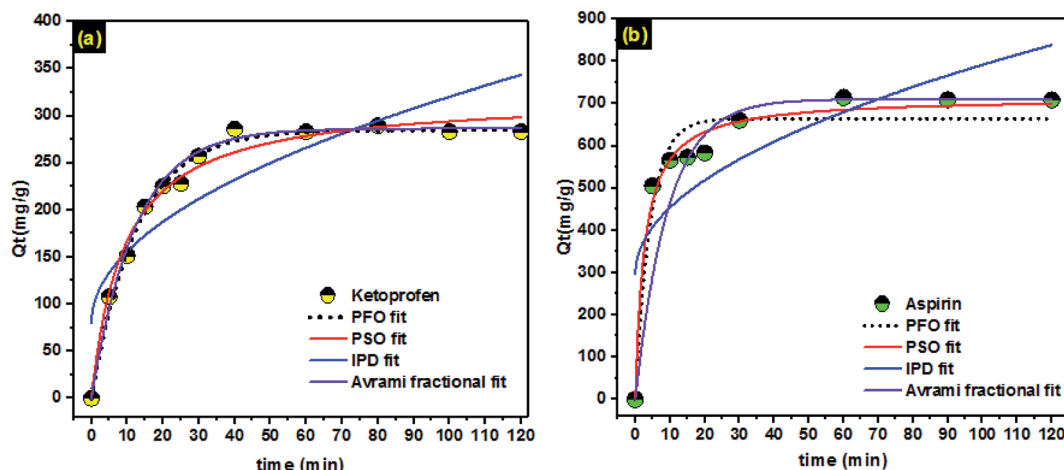 (a)
400
350
300
250
200
150
100
50
0
Qt(mg/g)
Ketoprofen
PFO fit
PSO fit
IPD fit
Avrami fractional fit
0 10 20 30 40 50 60 70 80 90 100 110 120
time (min)
(b)
900
800
700
600
500
400
300
200
100
0
Qt(mg/g)
Aspirin
PFO fit
PSO fit
IPD fit
Avrami fractional fit
0 10 20 30 40 50 60 70 80 90 100 110 120
time (min)